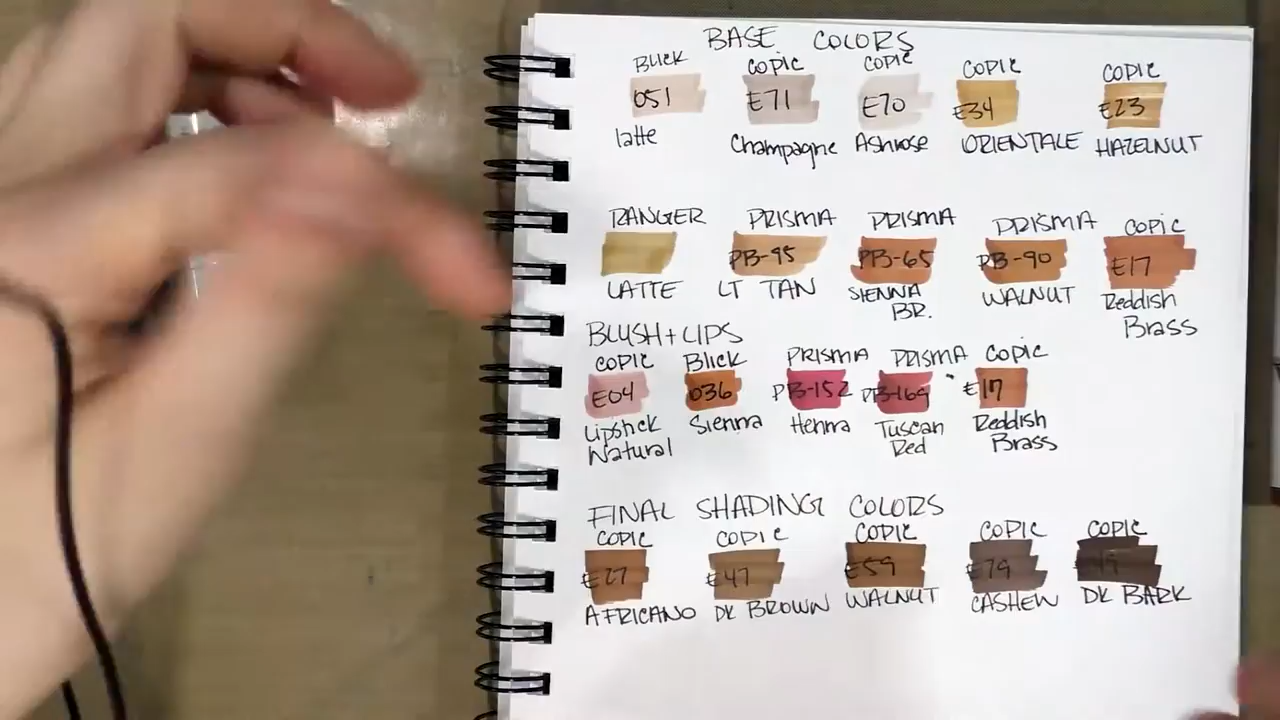 BASE COLORS
BLICK COPIC COPIC COPIC COPIC
051 E71 E70 E34 E23
latte Champagne Ashrose ORIENTALE HAZELNUT
RANGER PRISMA PRISMA PRISMA COPIC
PB-95 PB-65 PB-90 E17
LATTE LT TAN SIENNA BR. WALNUT Reddish Brass
BLUSH + LIPS
COPIC Blick PRISMA PRISMA COPIC
E04 036 PB-152 PB-169 E17
Lipstick Natural Sienna Henna Tuscan Red Reddish Brass
FINAL SHADING COLORS
COPIC COPIC COPIC COPIC COPIC
E27 E47 E59 E79
AFRICANO DK BROWN WALNUT CASHEW DK BARK